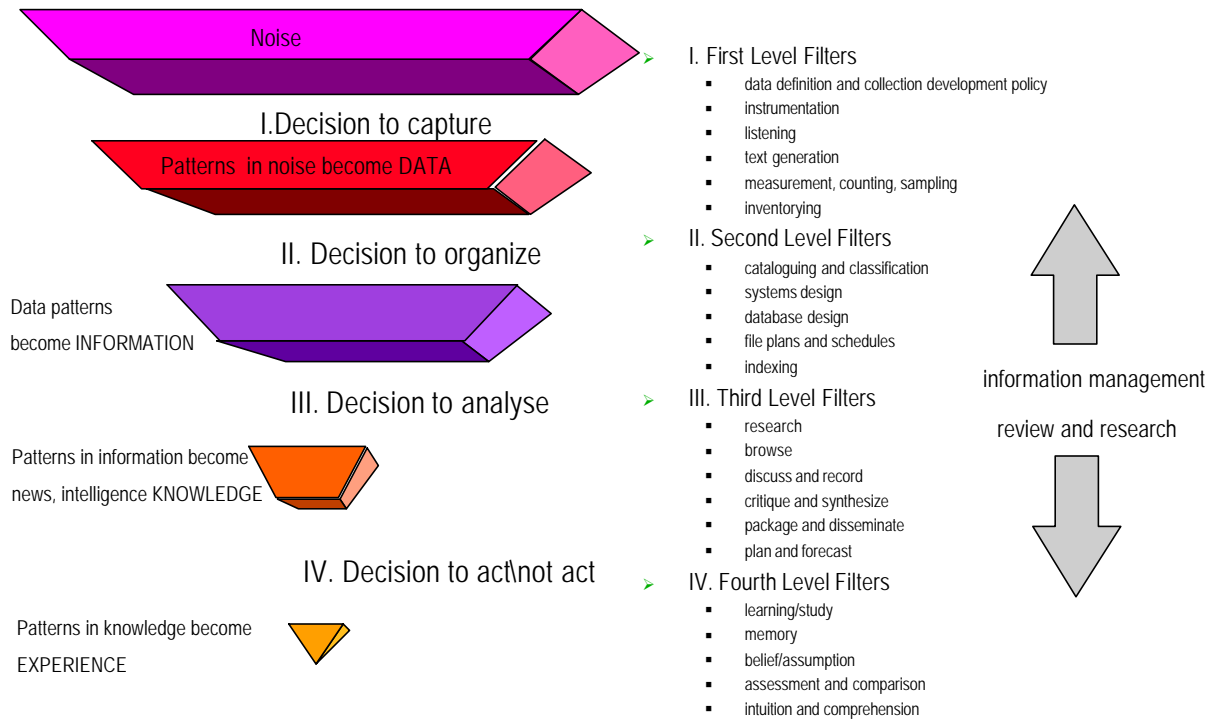 Noise
I.Decision to capture
Patterns in noise become DATA
II. Decision to organize
Data patterns
become INFORMATION
III. Decision to analyse
Patterns in information become
news, intelligence KNOWLEDGE
IV. Decision to act\not act
Patterns in knowledge become
EXPERIENCE
I. First Level Filters
data definition and collection development policy
instrumentation
listening
text generation
measurement, counting, sampling
inventorying
II. Second Level Filters
cataloguing and classification
systems design
database design
file plans and schedules
indexing
III. Third Level Filters
research
browse
discuss and record
critique and synthesize
package and disseminate
plan and forecast
IV. Fourth Level Filters
learning/study
memory
belief/assumption
assessment and comparison
intuition and comprehension
information management
review and research